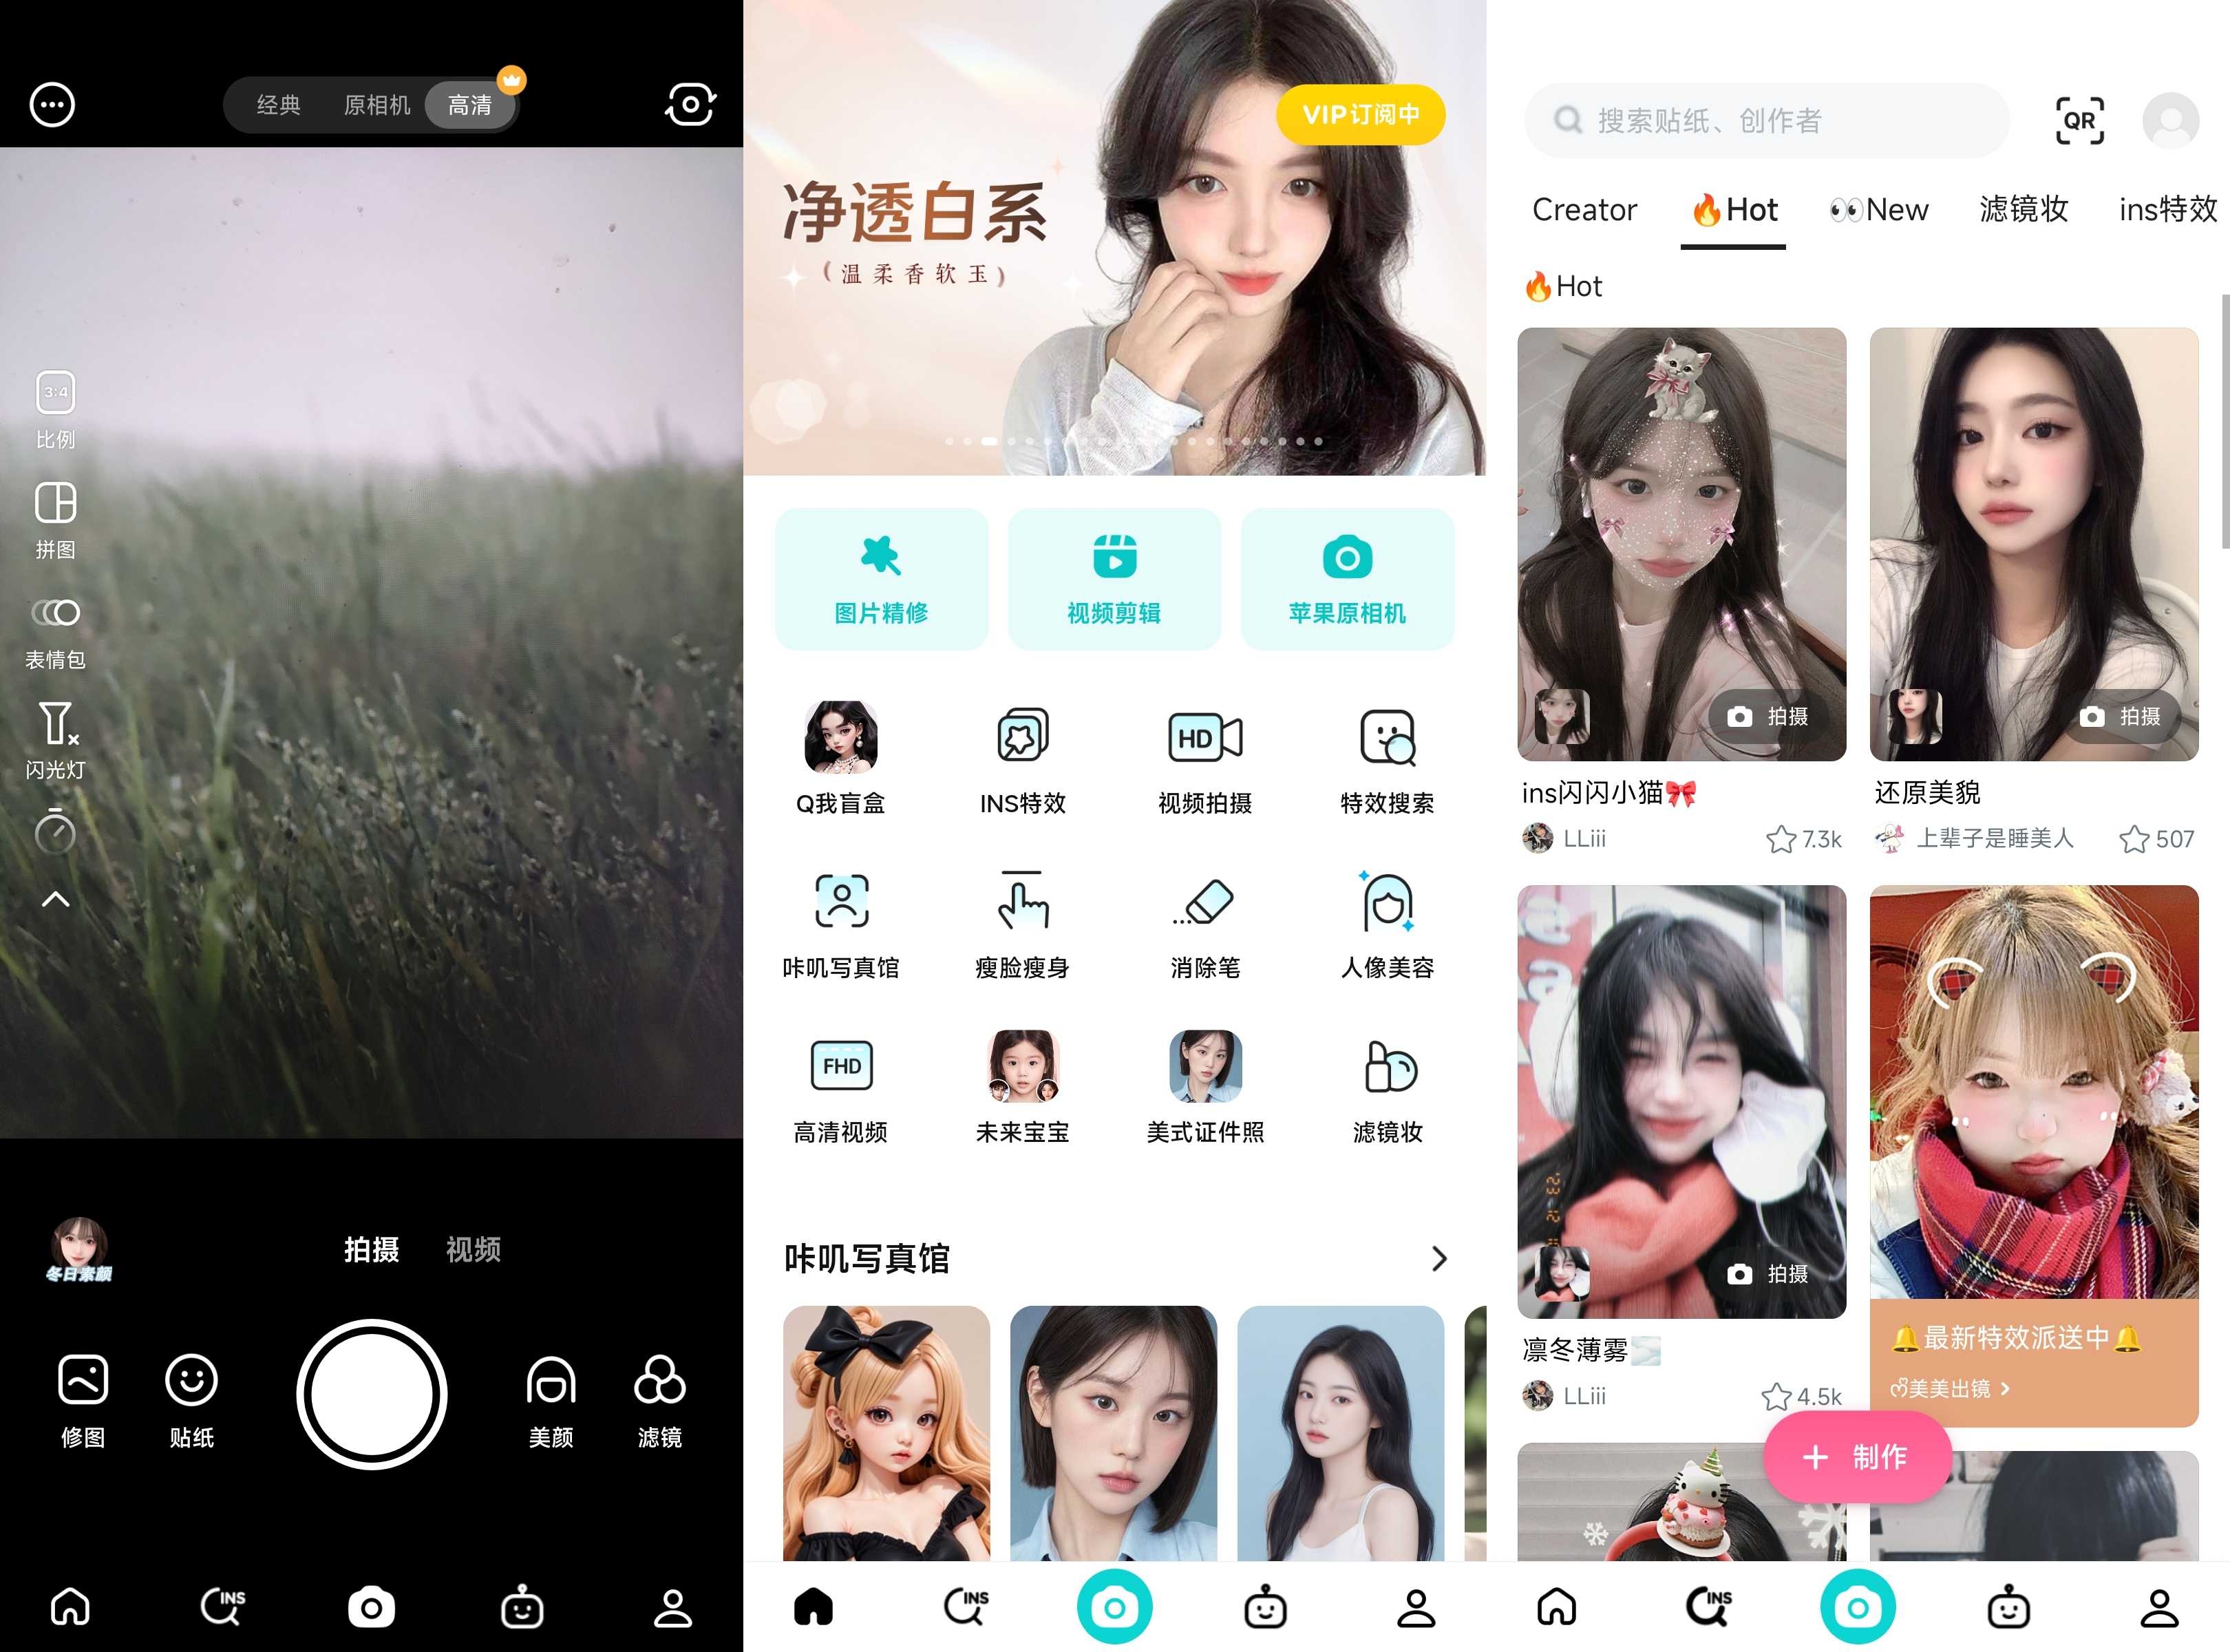 经典 原相机 高清
3:4
比例
拼图
表情包
闪光灯
冬日素颜
拍摄 视频
修图 贴纸 美颜 滤镜
INS
VIP订阅中
净透白系
（温柔香软玉）
图片精修 视频剪辑 苹果原相机
HD
Q我盲盒 INS特效 视频拍摄 特效搜索
咔叽写真馆 瘦脸瘦身 消除笔 人像美容
FHD
高清视频 未来宝宝 美式证件照 滤镜妆
咔叽写真馆
INS
搜索贴纸、创作者
QR
Creator 🔥Hot 👀New 滤镜妆 ins特效
🔥Hot
拍摄 拍摄
ins闪闪小猫🎀 还原美貌
LLiii 7.3k 上辈子是睡美人 507
拍摄
凛冬薄雾🌫️
LLiii 4.5k
🔔最新特效派送中🔔
ෆ美美出镜 >
+ 制作
INS